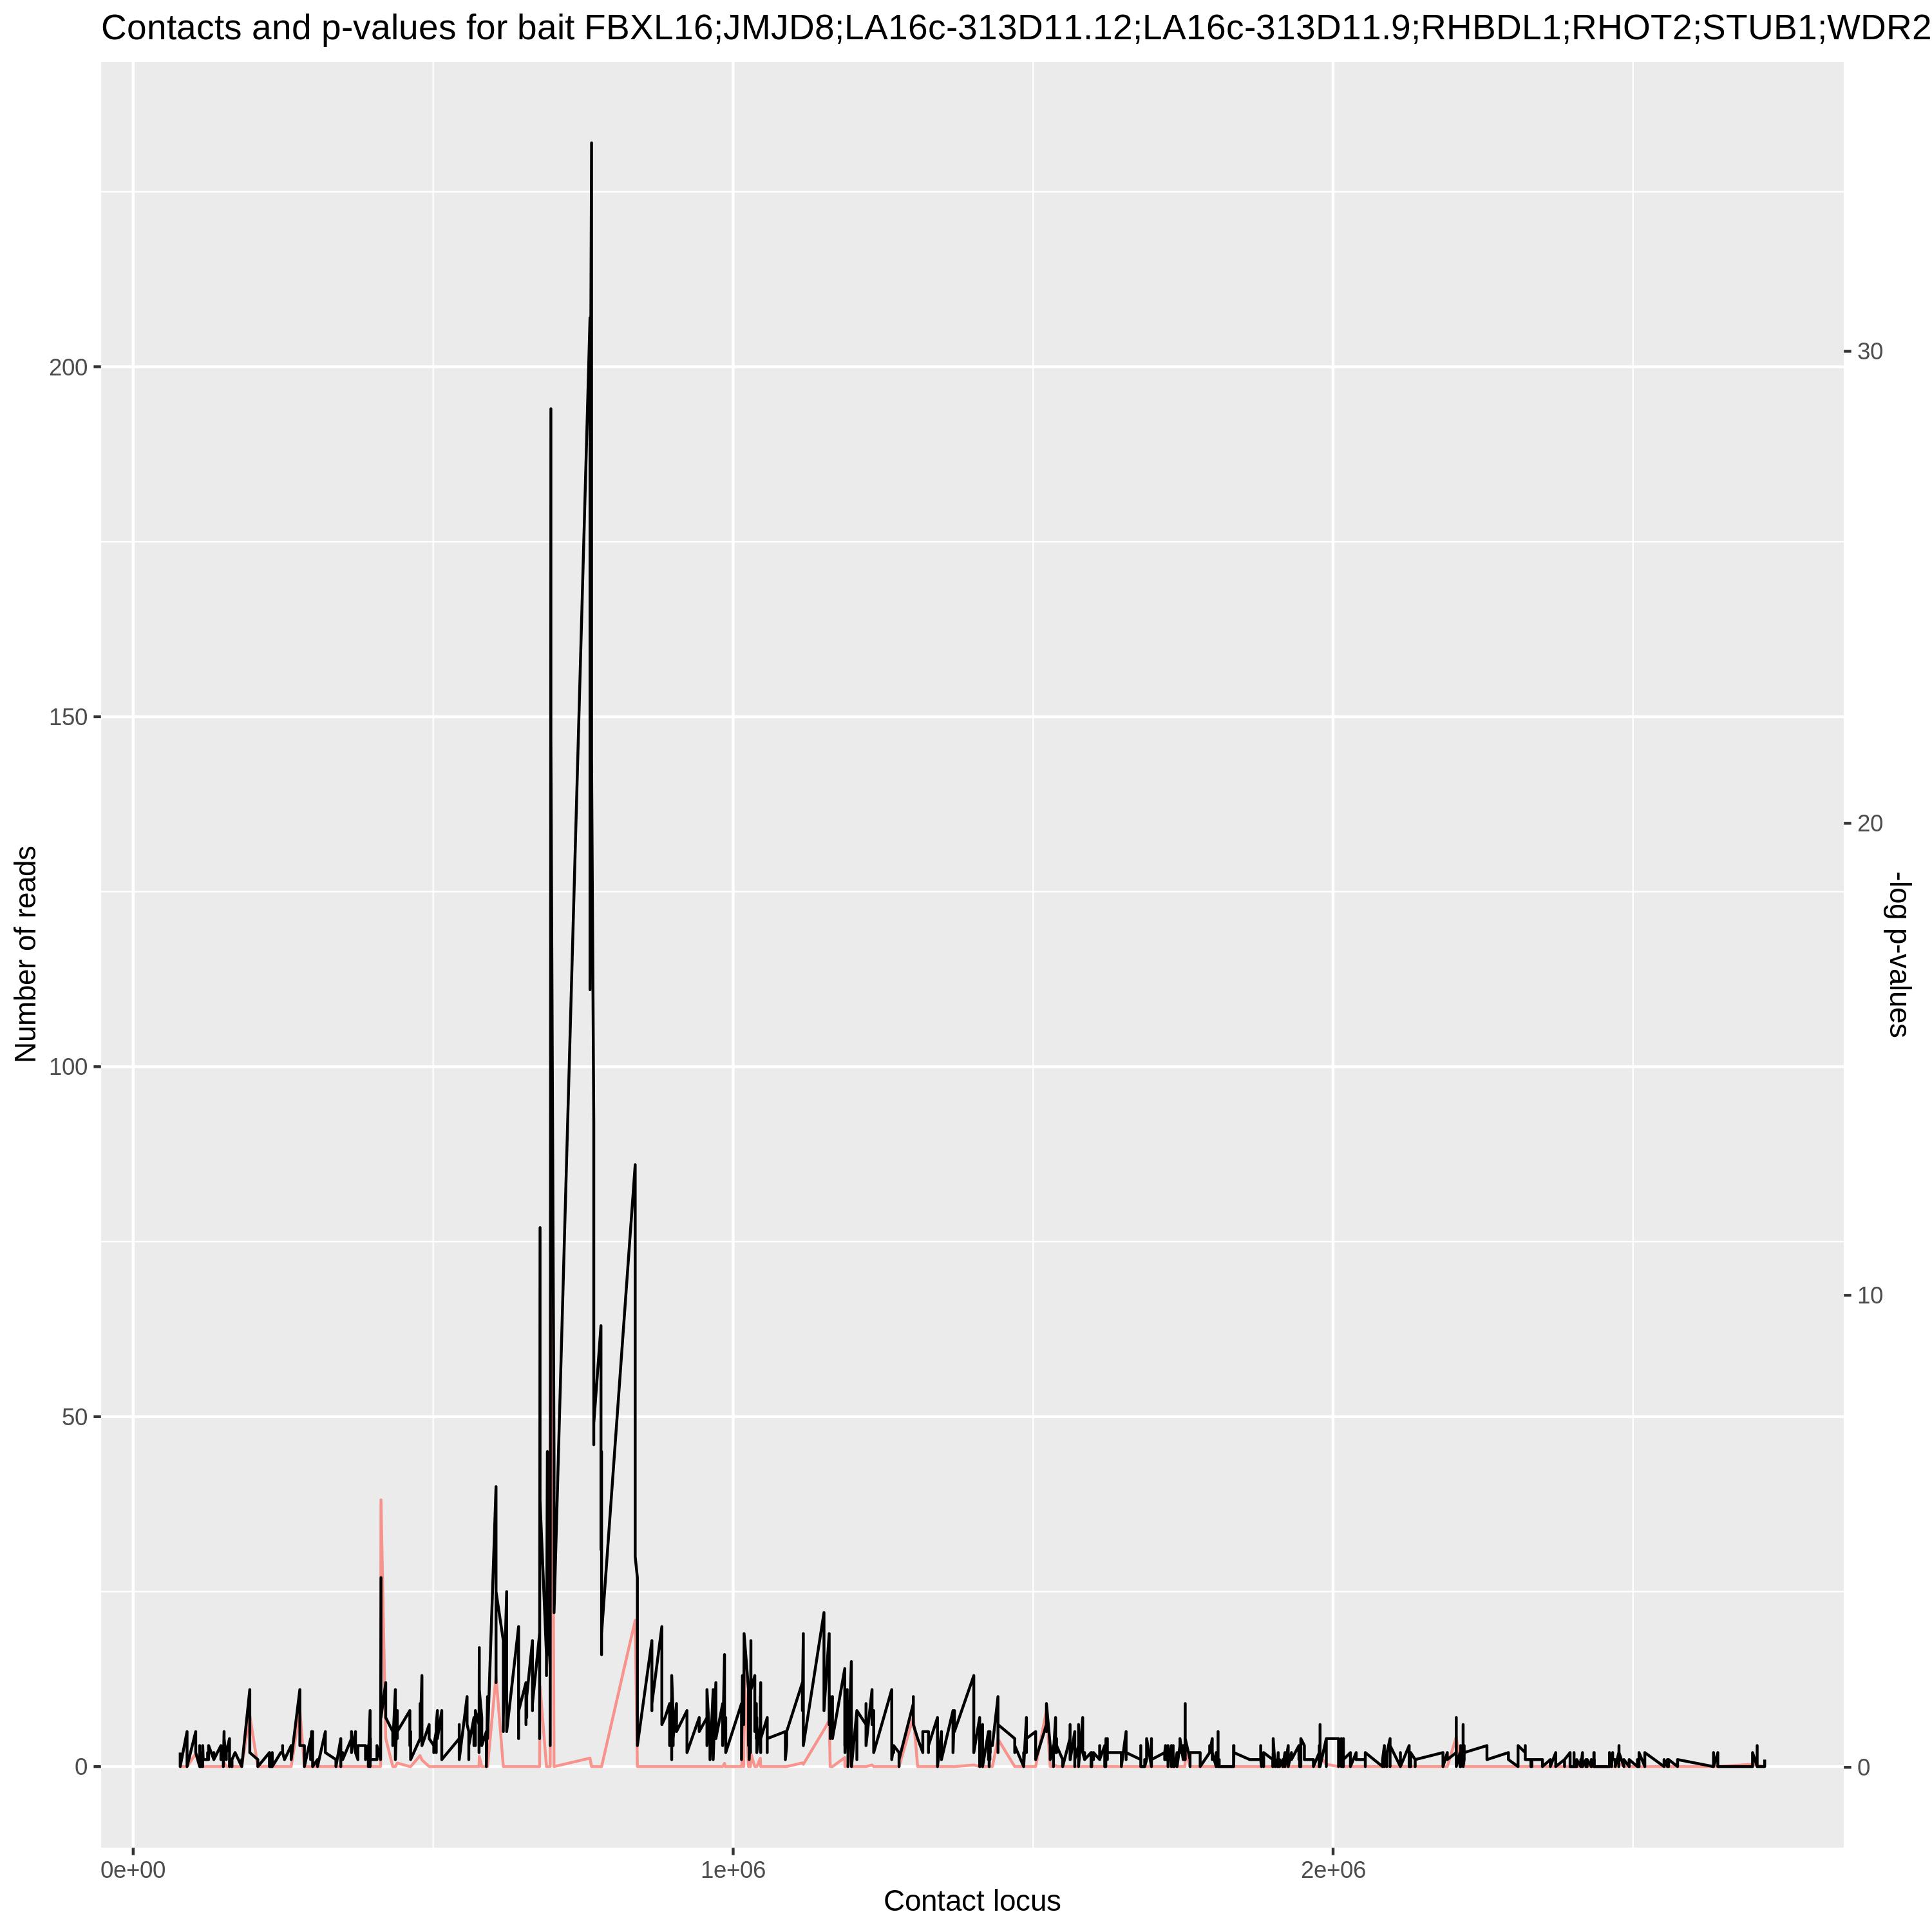 Contacts and p-values for bait FBXL16;JMJD8;LA16c-313D11.12;LA16c-313D11.9;RHBDL1;RHOT2;STUB1;WDR2
200
150
100
50
0
Number of reads
30
20
10
0
-log p-values
0e+00 1e+06 2e+06
Contact locus